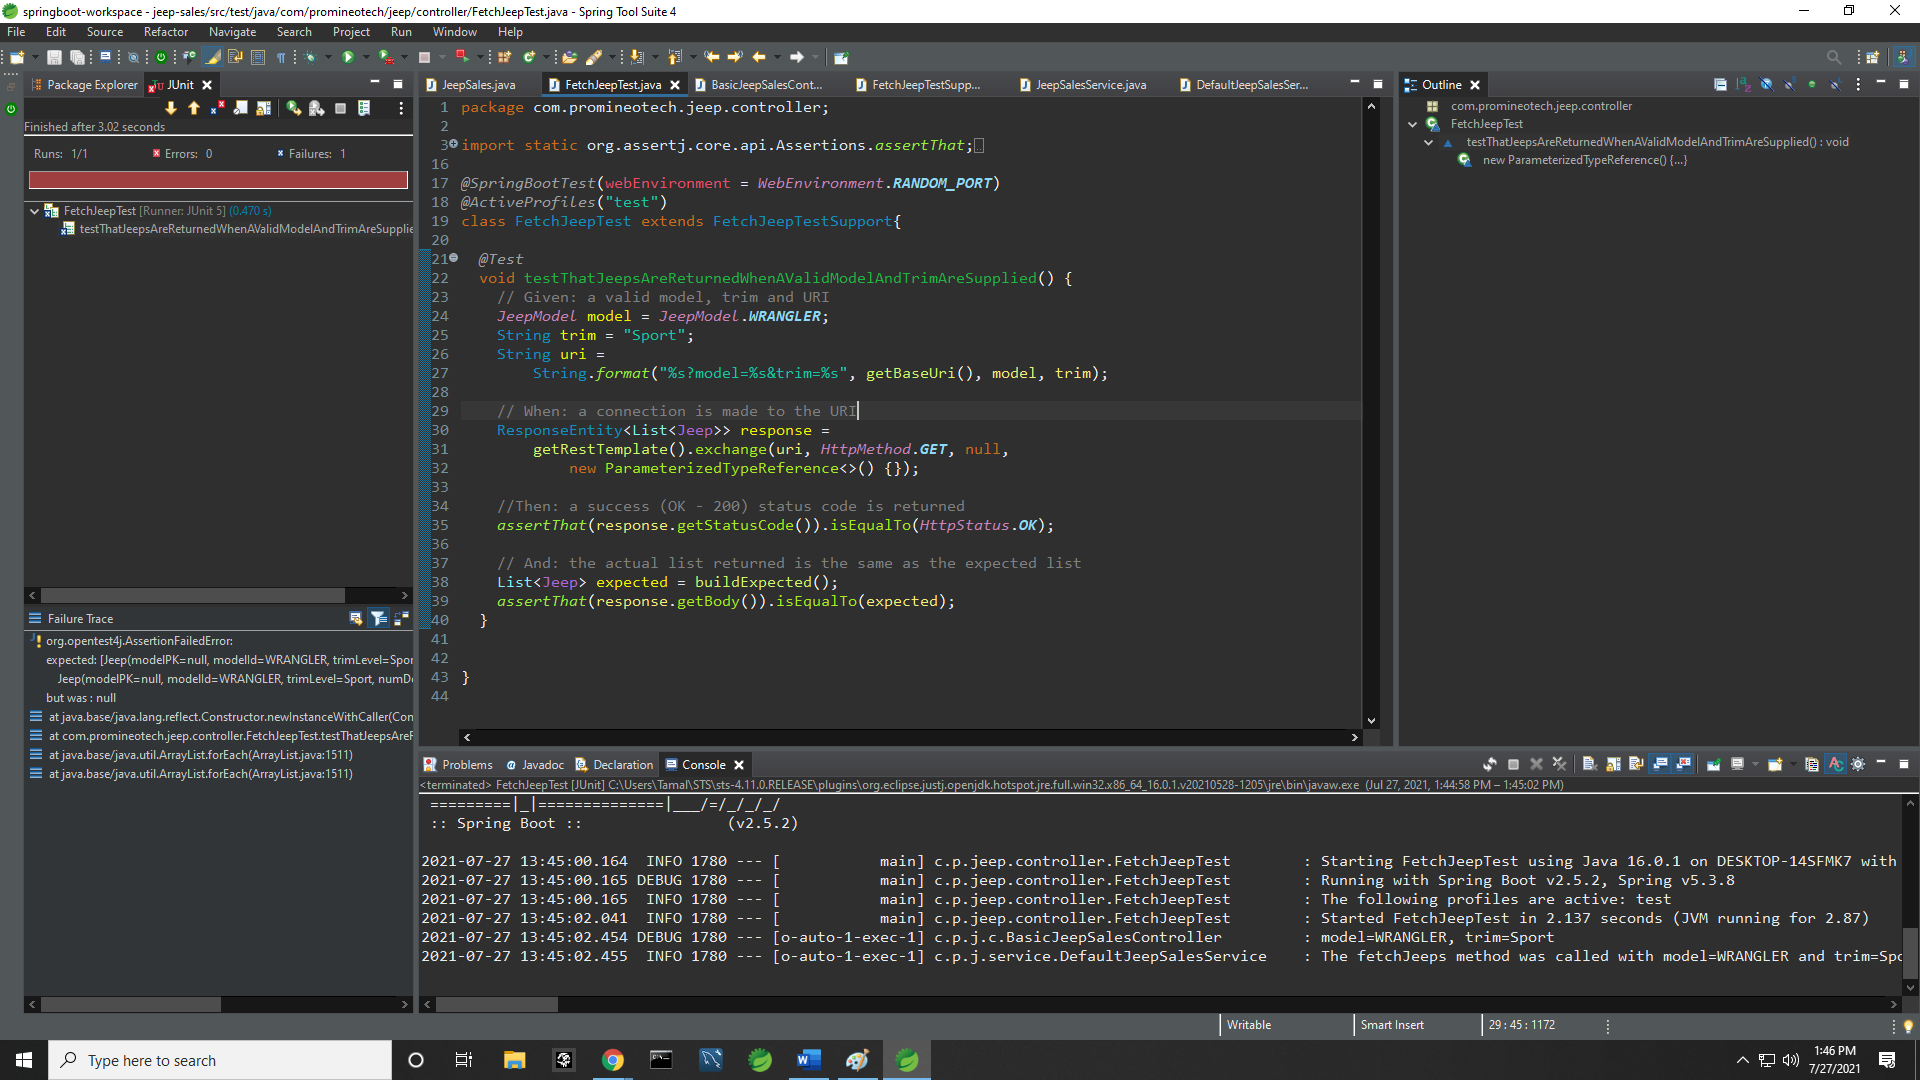 springboot-workspace - jeep-sales/src/test/java/com/promineotech/jeep/controller/FetchJeepTest.java - Spring Tool Suite 4
File Edit Source Refactor Navigate Search Project Run Window Help
Package Explorer JUnit
JeepSales.java FetchJeepTest.java BasicJeepSalesCont... FetchJeepTestSupp... JeepSalesService.java DefaultJeepSalesSer...
Outline
Finished after 3.02 seconds
Runs: 1/1 Errors: 0 Failures: 1
FetchJeepTest [Runner: JUnit 5] (0.470 s)
testThatJeepsAreReturnedWhenAValidModelAndTrimAreSupplie
Failure Trace
org.opentest4j.AssertionFailedError:
expected: [Jeep(modelPK=null, modelId=WRANGLER, trimLevel=Spor
Jeep(modelPK=null, modelId=WRANGLER, trimLevel=Sport, numDo
but was : null
at java.base/java.lang.reflect.Constructor.newInstanceWithCaller(Con
at com.promineotech.jeep.controller.FetchJeepTest.testThatJeepsAreR
at java.base/java.util.ArrayList.forEach(ArrayList.java:1511)
at java.base/java.util.ArrayList.forEach(ArrayList.java:1511)
1 package com.promineotech.jeep.controller;
2
3 import static org.assertj.core.api.Assertions.assertThat;
16
17 @SpringBootTest(webEnvironment = WebEnvironment.RANDOM_PORT)
18 @ActiveProfiles("test")
19 class FetchJeepTest extends FetchJeepTestSupport{
20
21 @Test
22 void testThatJeepsAreReturnedWhenAValidModelAndTrimAreSupplied() {
23 // Given: a valid model, trim and URI
24 JeepModel model = JeepModel.WRANGLER;
25 String trim = "Sport";
26 String uri =
27 String.format("%s?model=%s&trim=%s", getBaseUri(), model, trim);
28
29 // When: a connection is made to the URI
30 ResponseEntity<List<Jeep>> response =
31 getRestTemplate().exchange(uri, HttpMethod.GET, null,
32 new ParameterizedTypeReference<>() {});
33
34 //Then: a success (OK - 200) status code is returned
35 assertThat(response.getStatusCode()).isEqualTo(HttpStatus.OK);
36
37 // And: the actual list returned is the same as the expected list
38 List<Jeep> expected = buildExpected();
39 assertThat(response.getBody()).isEqualTo(expected);
40 }
41
42
43 }
44
com.promineotech.jeep.controller
FetchJeepTest
testThatJeepsAreReturnedWhenAValidModelAndTrimAreSupplied() : void
new ParameterizedTypeReference() {...}
Problems Javadoc Declaration Console
<terminated> FetchJeepTest [JUnit] C:\Users\Tamal\STS\sts-4.11.0.RELEASE\plugins\org.eclipse.justj.openjdk.hotspot.jre.full.win32.x86_64_16.0.1.v20210528-1205\jre\bin\javaw.exe (Jul 27, 2021, 1:44:58 PM – 1:45:02 PM)
=========|_|==============|___/=/_/_/_/
:: Spring Boot :: (v2.5.2)
2021-07-27 13:45:00.164 INFO 1780 --- [ main] c.p.jeep.controller.FetchJeepTest : Starting FetchJeepTest using Java 16.0.1 on DESKTOP-14SFMK7 with
2021-07-27 13:45:00.165 DEBUG 1780 --- [ main] c.p.jeep.controller.FetchJeepTest : Running with Spring Boot v2.5.2, Spring v5.3.8
2021-07-27 13:45:00.165 INFO 1780 --- [ main] c.p.jeep.controller.FetchJeepTest : The following profiles are active: test
2021-07-27 13:45:02.041 INFO 1780 --- [ main] c.p.jeep.controller.FetchJeepTest : Started FetchJeepTest in 2.137 seconds (JVM running for 2.87)
2021-07-27 13:45:02.454 DEBUG 1780 --- [o-auto-1-exec-1] c.p.j.c.BasicJeepSalesController : model=WRANGLER, trim=Sport
2021-07-27 13:45:02.455 INFO 1780 --- [o-auto-1-exec-1] c.p.j.service.DefaultJeepSalesService : The fetchJeeps method was called with model=WRANGLER and trim=Spo
Writable Smart Insert 29 : 45 : 1172
Type here to search
1:46 PM
7/27/2021